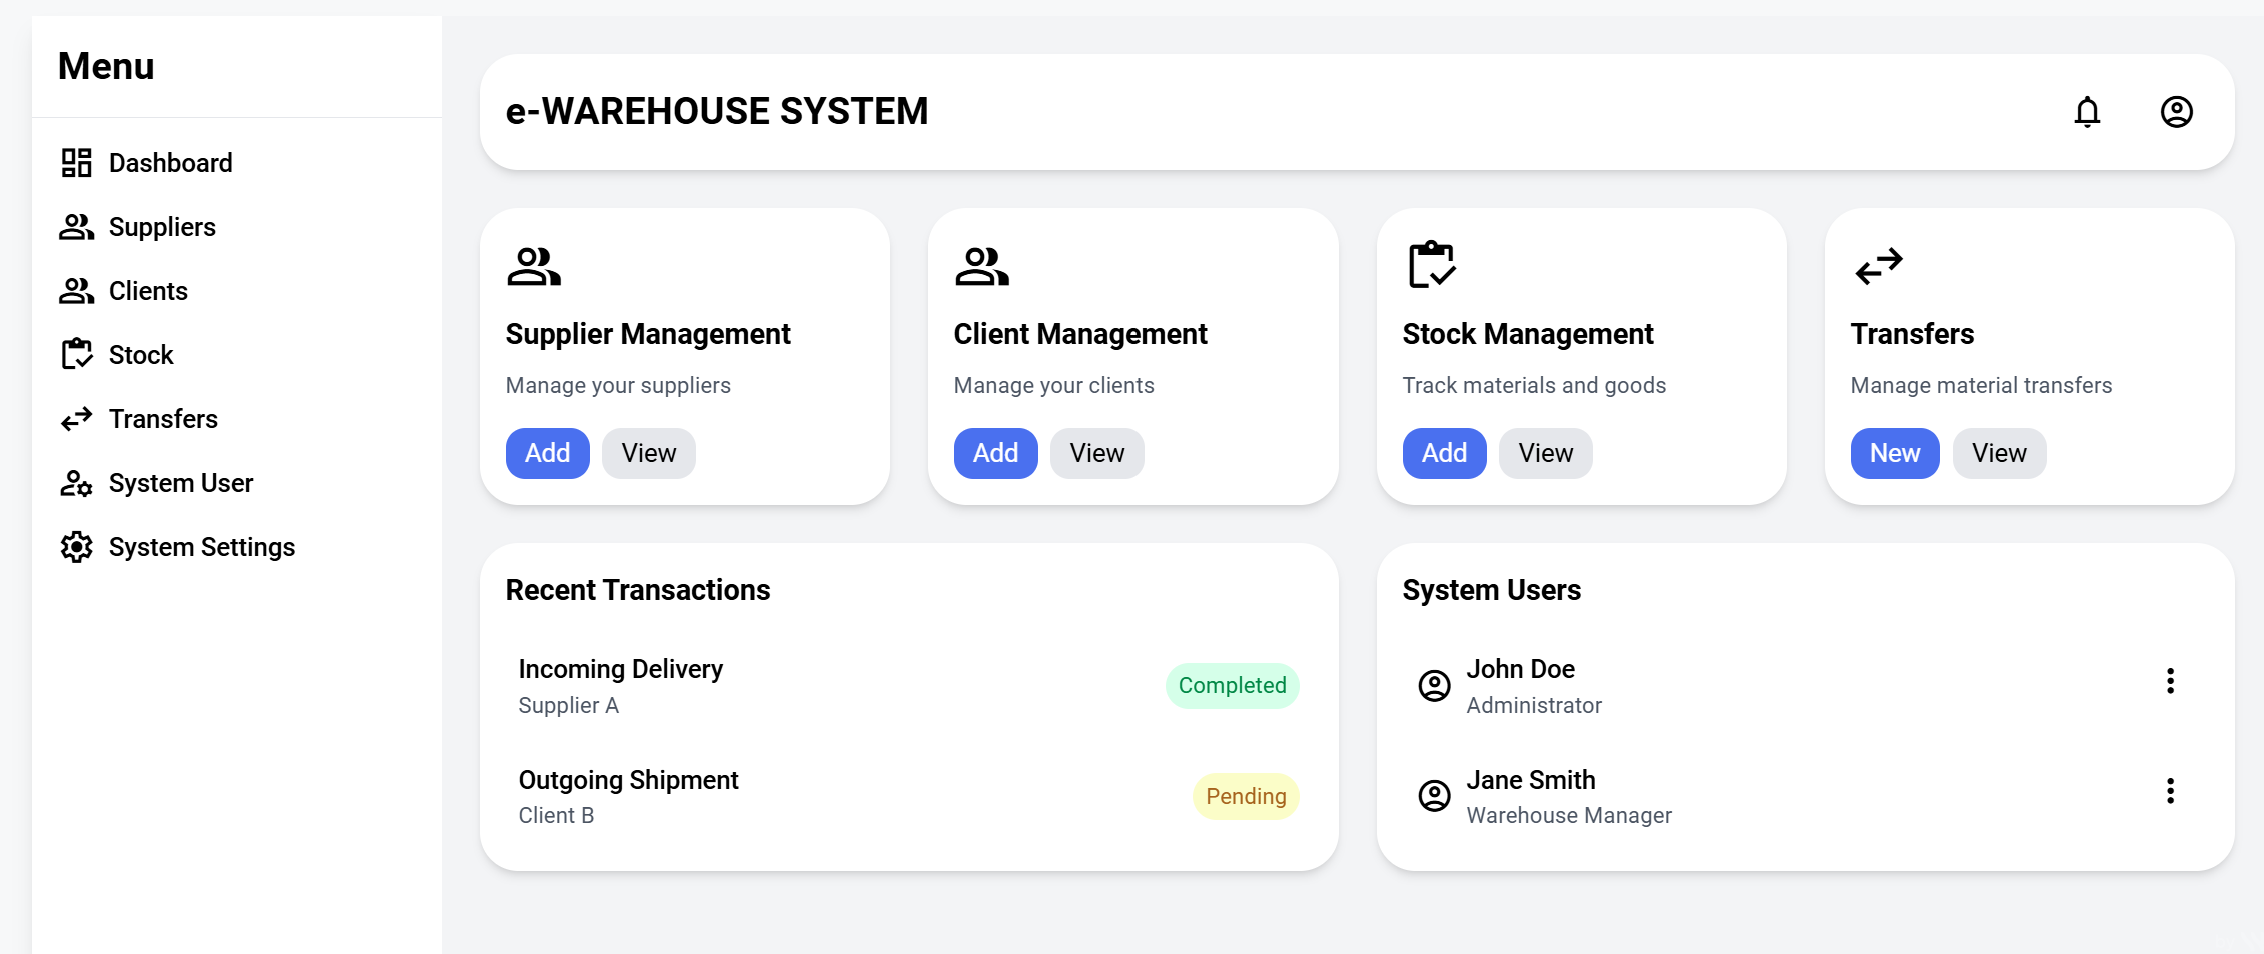 Menu
Dashboard
Suppliers
Clients
Stock
Transfers
System User
System Settings
e-WAREHOUSE SYSTEM
Supplier Management
Manage your suppliers
Add View
Client Management
Manage your clients
Add View
Stock Management
Track materials and goods
Add View
Transfers
Manage material transfers
New View
Recent Transactions
Incoming Delivery
Supplier A
Completed
Outgoing Shipment
Client B
Pending
System Users
John Doe
Administrator
Jane Smith
Warehouse Manager